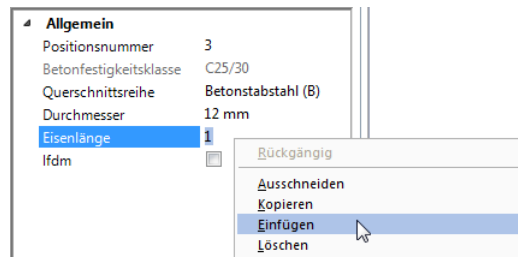 Allgemein
Positionsnummer 3
Betonfestigkeitsklasse C25/30
Querschnittsreihe Betonstabstahl (B)
Durchmesser 12 mm
Eisenlänge 1
lfdm
Rückgängig
Ausschneiden
Kopieren
Einfügen
Löschen